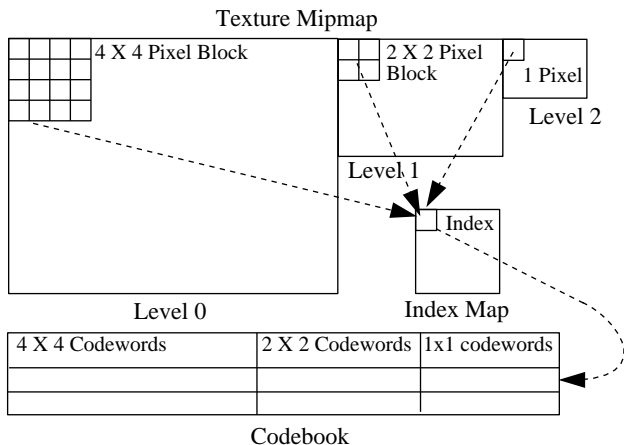 Texture Mipmap
4 X 4 Pixel Block
2 X 2 Pixel
Block
1 Pixel
Level 2
Level 1
Index
Level 0
Index Map
4 X 4 Codewords
2 X 2 Codewords
1x1 codewords
Codebook